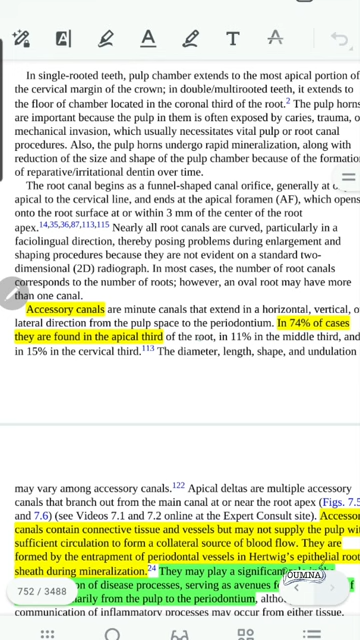 In single-rooted teeth, pulp chamber extends to the most apical portion of
the cervical margin of the crown; in double/multirooted teeth, it extends to
the floor of chamber located in the coronal third of the root.2 The pulp horns
are important because the pulp in them is often exposed by caries, trauma, o
mechanical invasion, which usually necessitates vital pulp or root canal
procedures. Also, the pulp horns undergo rapid mineralization, along with
reduction of the size and shape of the pulp chamber because of the formation
of reparative/irritational dentin over time.
The root canal begins as a funnel-shaped canal orifice, generally at o
apical to the cervical line, and ends at the apical foramen (AF), which opens
onto the root surface at or within 3 mm of the center of the root
apex.14,35,36,87,113,115 Nearly all root canals are curved, particularly in a
faciolingual direction, thereby posing problems during enlargement and
shaping procedures because they are not evident on a standard two-
dimensional (2D) radiograph. In most cases, the number of root canals
corresponds to the number of roots; however, an oval root may have more
than one canal.
Accessory canals are minute canals that extend in a horizontal, vertical, o
lateral direction from the pulp space to the periodontium. In 74% of cases
they are found in the apical third of the root, in 11% in the middle third, and
in 15% in the cervical third.113 The diameter, length, shape, and undulation
may vary among accessory canals.122 Apical deltas are multiple accessory
canals that branch out from the main canal at or near the root apex (Figs. 7.5
and 7.6) (see Videos 7.1 and 7.2 online at the Expert Consult site). Accessor
canals contain connective tissue and vessels but may not supply the pulp wit
sufficient circulation to form a collateral source of blood flow. They are
formed by the entrapment of periodontal vessels in Hertwig's epithelial root
sheath during mineralization.24 They may play a significant
OUMNA
752 / 3488
on of disease processes, serving as avenues f
arily from the pulp to the periodontium, althou
communication of inflammatory processes may occur from either tissue.